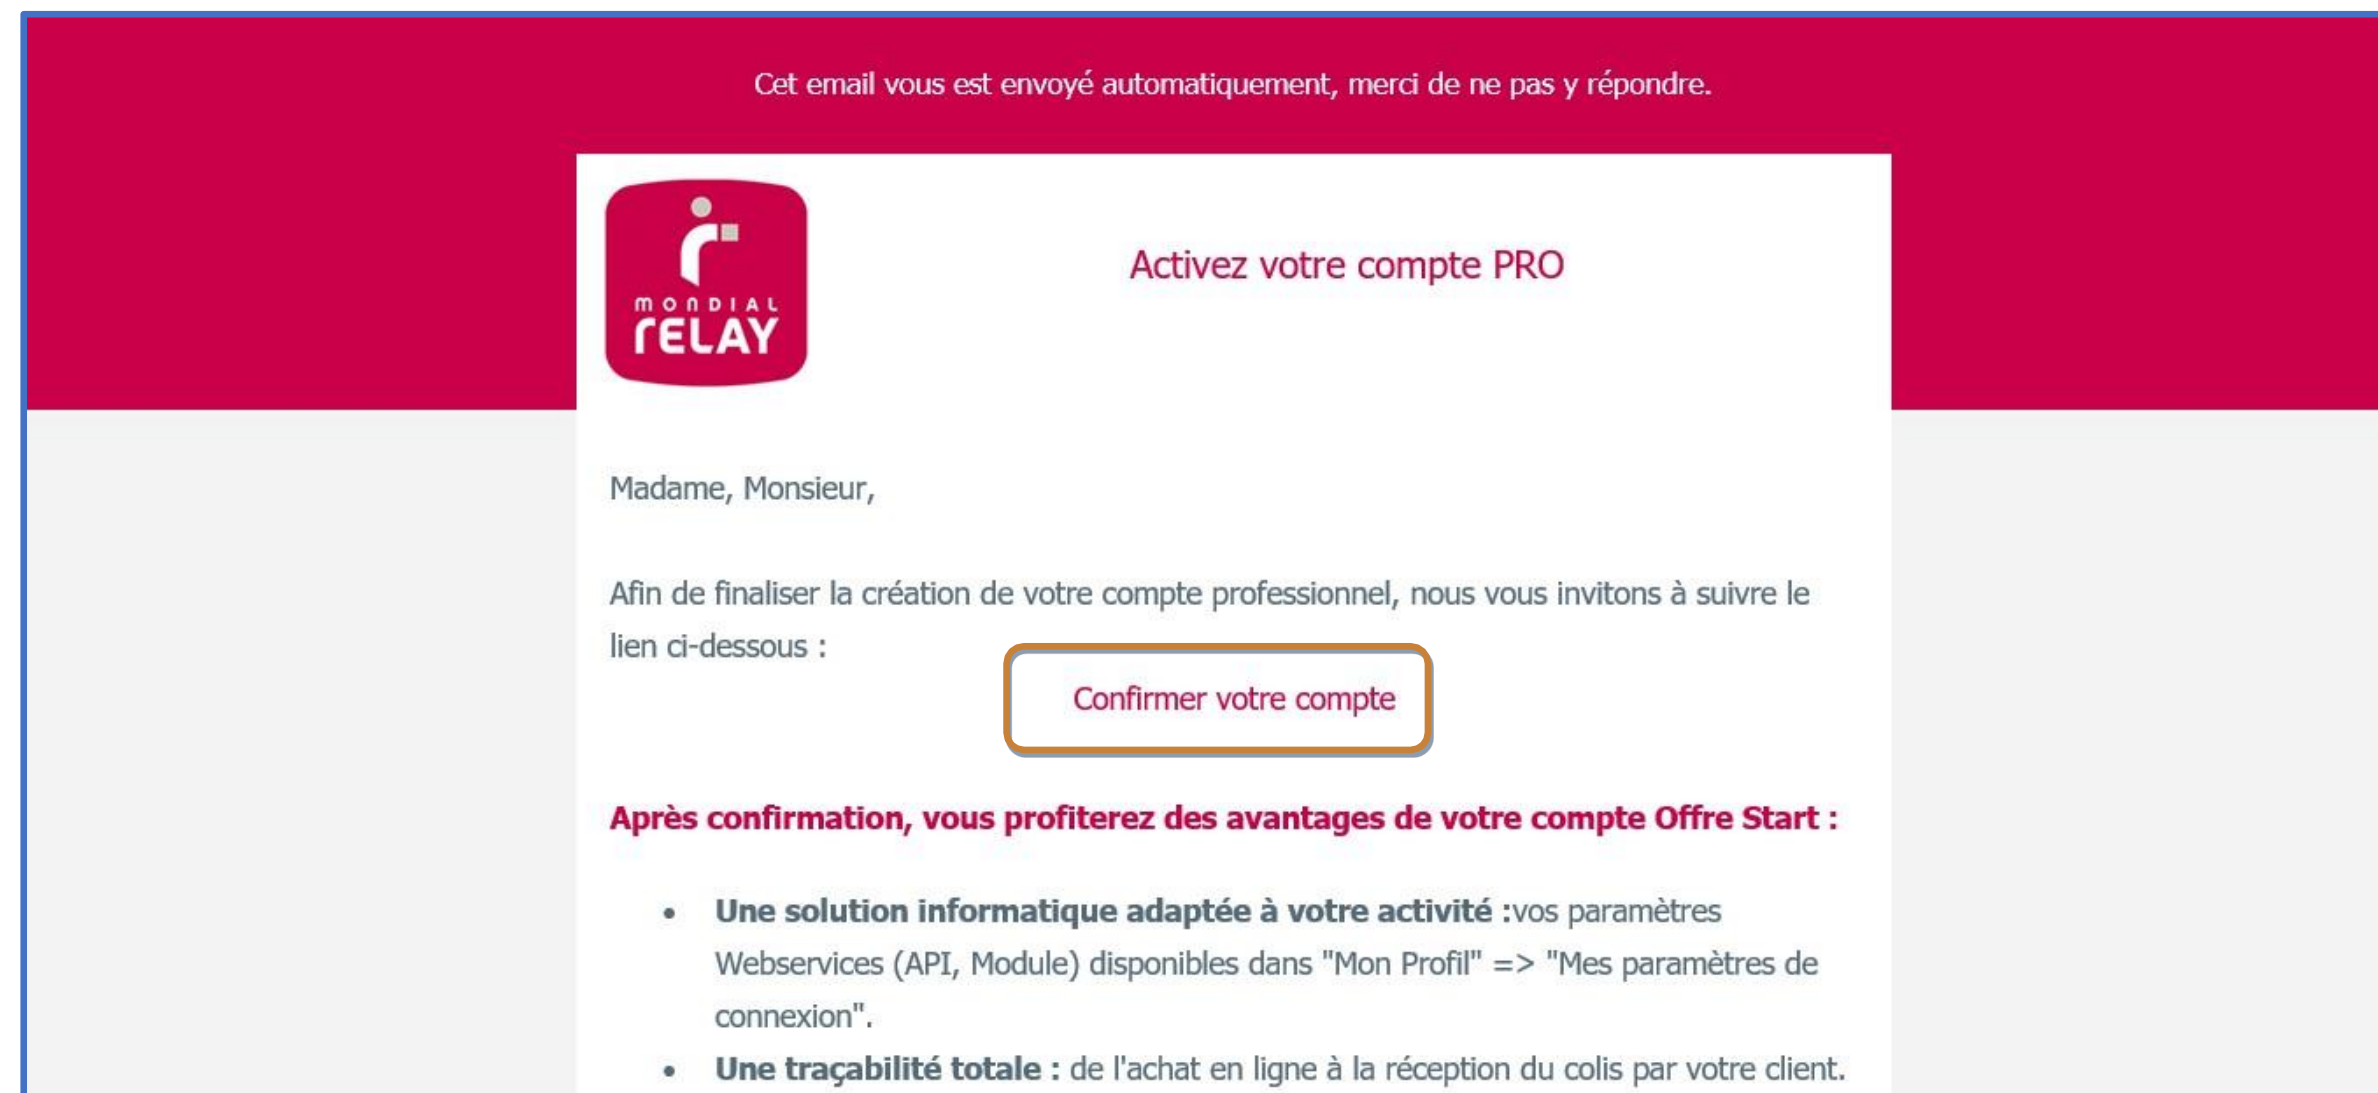 Cet email vous est envoyé automatiquement, merci de ne pas y répondre.
MONDIAL
RELAY
Activez votre compte PRO
Madame, Monsieur,
Afin de finaliser la création de votre compte professionnel, nous vous invitons à suivre le
lien ci-dessous :
Confirmer votre compte
Après confirmation, vous profiterez des avantages de votre compte Offre Start :
• Une solution informatique adaptée à votre activité :vos paramètres
Webservices (API, Module) disponibles dans "Mon Profil" => "Mes paramètres de
connexion".
• Une traçabilité totale : de l'achat en ligne à la réception du colis par votre client.